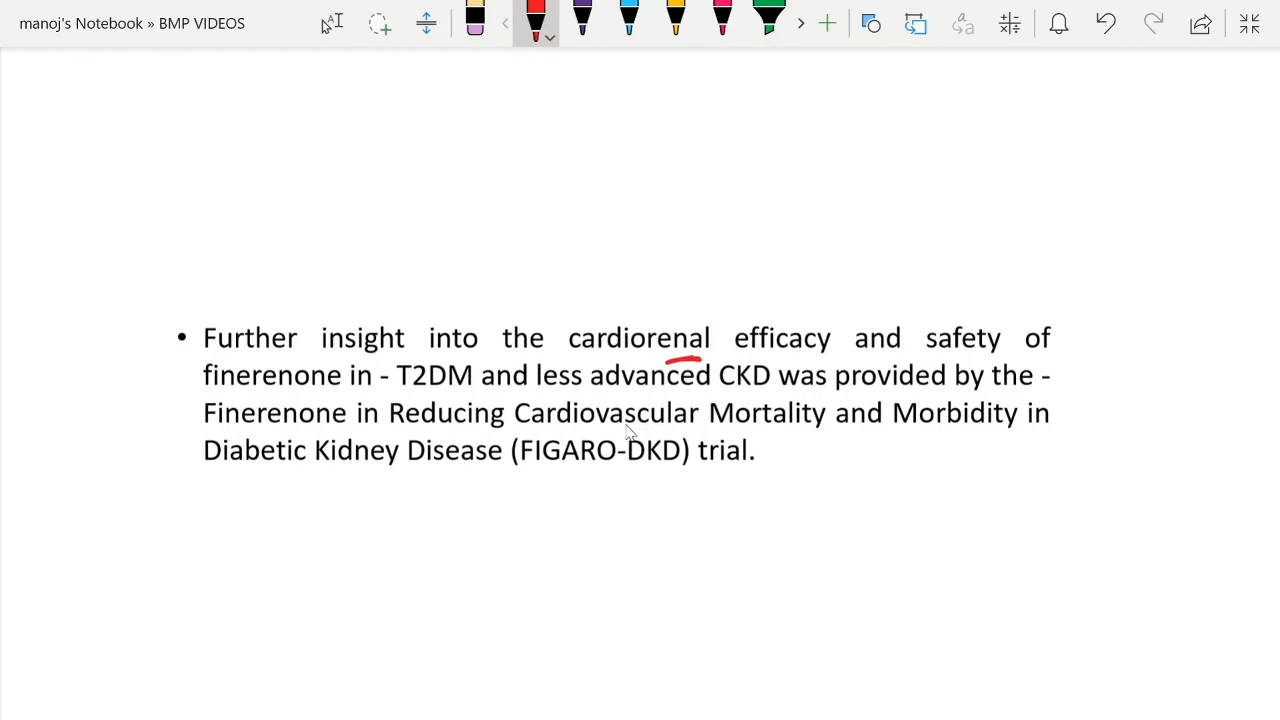 manoj's Notebook » BMP VIDEOS
• Further insight into the cardiorenal efficacy and safety of
finerenone in - T2DM and less advanced CKD was provided by the -
Finerenone in Reducing Cardiovascular Mortality and Morbidity in
Diabetic Kidney Disease (FIGARO-DKD) trial.